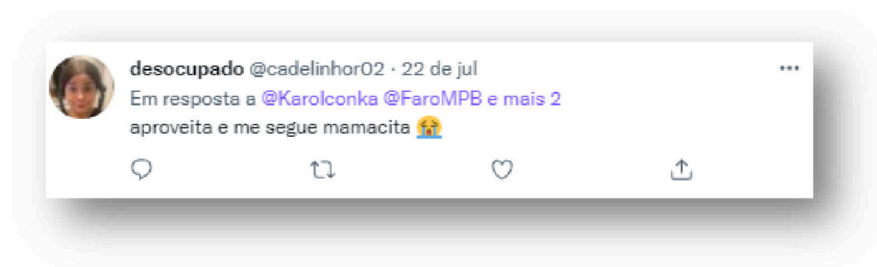 desocupado @cadelinhor02 · 22 de jul
Em resposta a @Karolconka @FaroMPB e mais 2
aproveita e me segue mamacita 😭